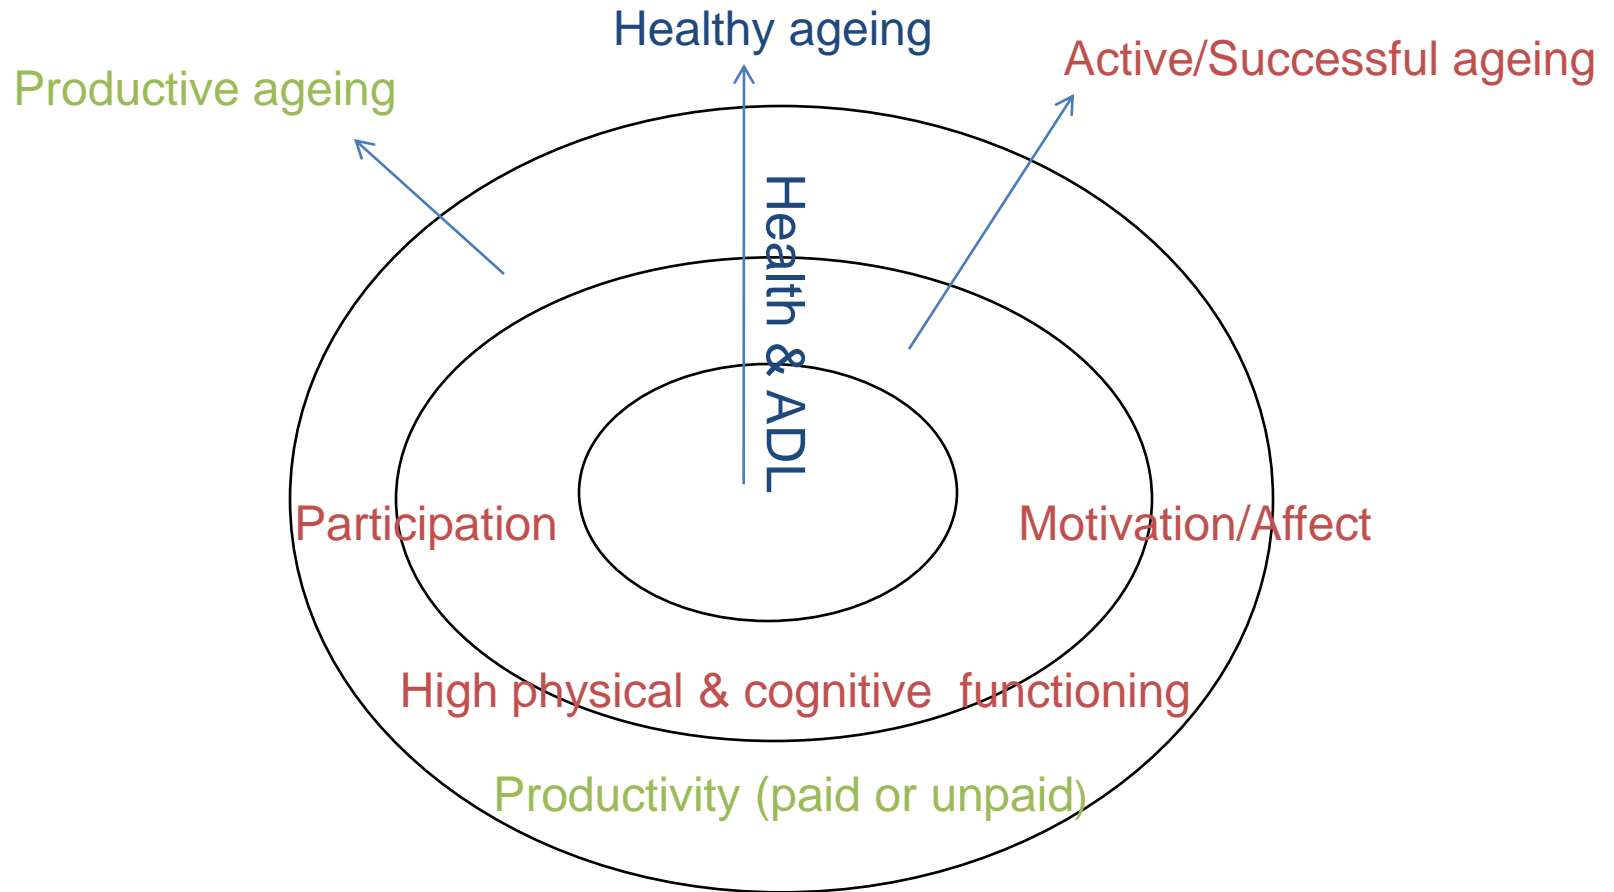 Healthy ageing
Active/Successful ageing
Productive ageing
Health & ADL
Participation
Motivation/Affect
High physical & cognitive  functioning
Productivity (paid or unpaid)